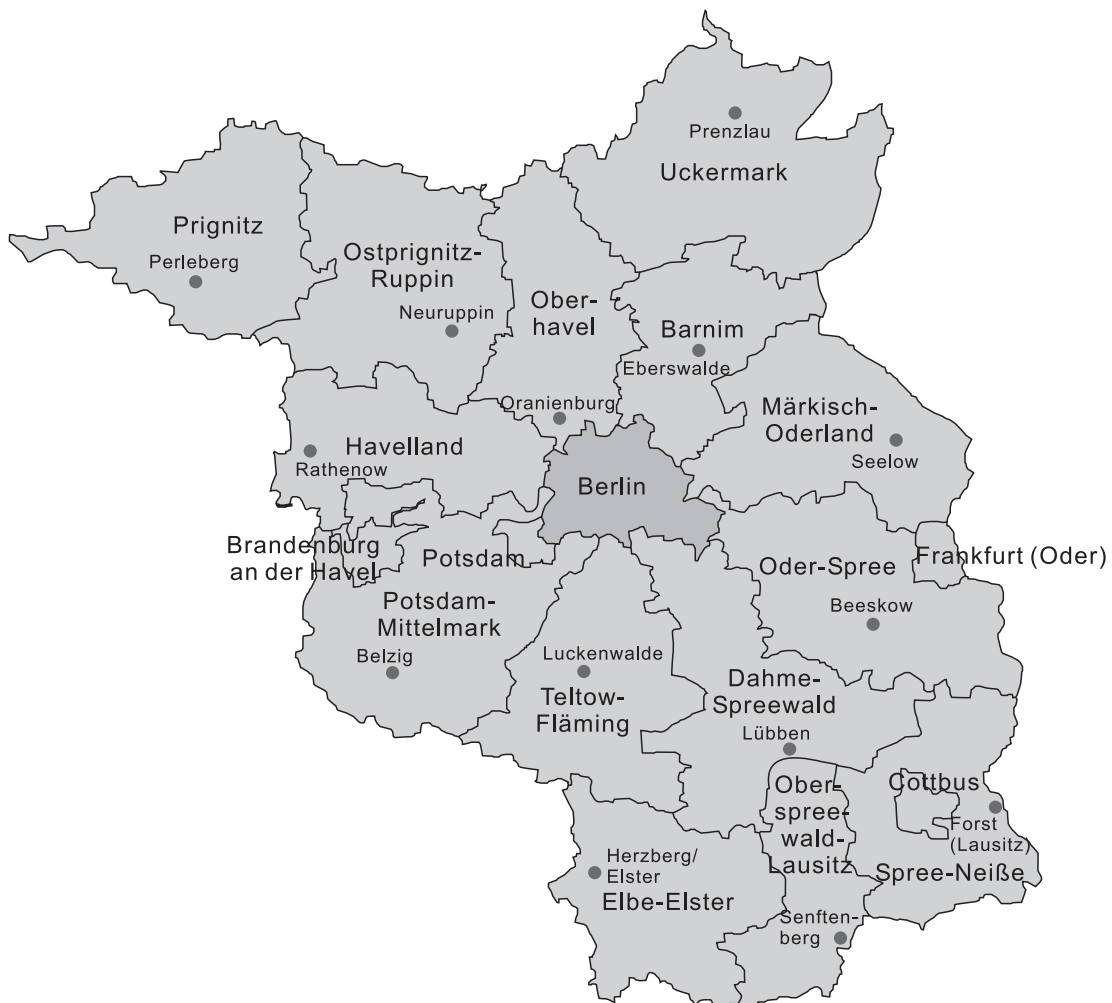 Prenzlau
Uckermark
Prignitz
Perleberg
Ostprignitz-
Ruppin
Neuruppin
Ober-
havel
Oranienburg
Barnim
Eberswalde
Märkisch-
Oderland
Seelow
Havelland
Rathenow
Berlin
Brandenburg
an der Havel
Potsdam
Oder-Spree
Frankfurt (Oder)
Beeskow
Potsdam-
Mittelmark
Belzig
Luckenwalde
Teltow-
Fläming
Dahme-
Spreewald
Lübben
Ober-
spree-
wald-
Lausitz
Cottbus
Forst
(Lausitz)
Spree-Neiße
Herzberg/
Elster
Elbe-Elster
Senften-
berg